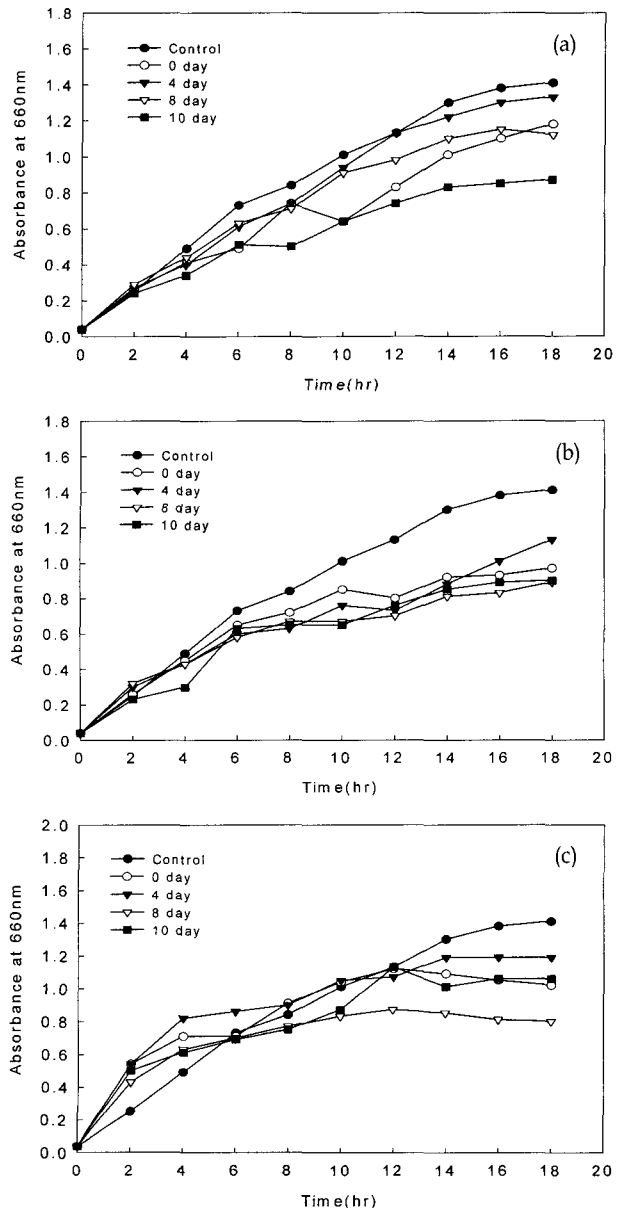 (a)
Control
0 day
4 day
8 day
10 day
Absorbance at 660nm
1.8
1.6
1.4
1.2
1.0
0.8
0.6
0.4
0.2
0.0
0 2 4 6 8 10 12 14 16 18 20
Time(hr)
(b)
Control
0 day
4 day
8 day
10 day
Absorbance at 660nm
1.8
1.6
1.4
1.2
1.0
0.8
0.6
0.4
0.2
0.0
0 2 4 6 8 10 12 14 16 18 20
Time(hr)
(c)
Control
0 day
4 day
8 day
10 day
Absorbance at 660nm
2.0
1.8
1.6
1.4
1.2
1.0
0.8
0.6
0.4
0.2
0.0
0 2 4 6 8 10 12 14 16 18 20
Time(hr)